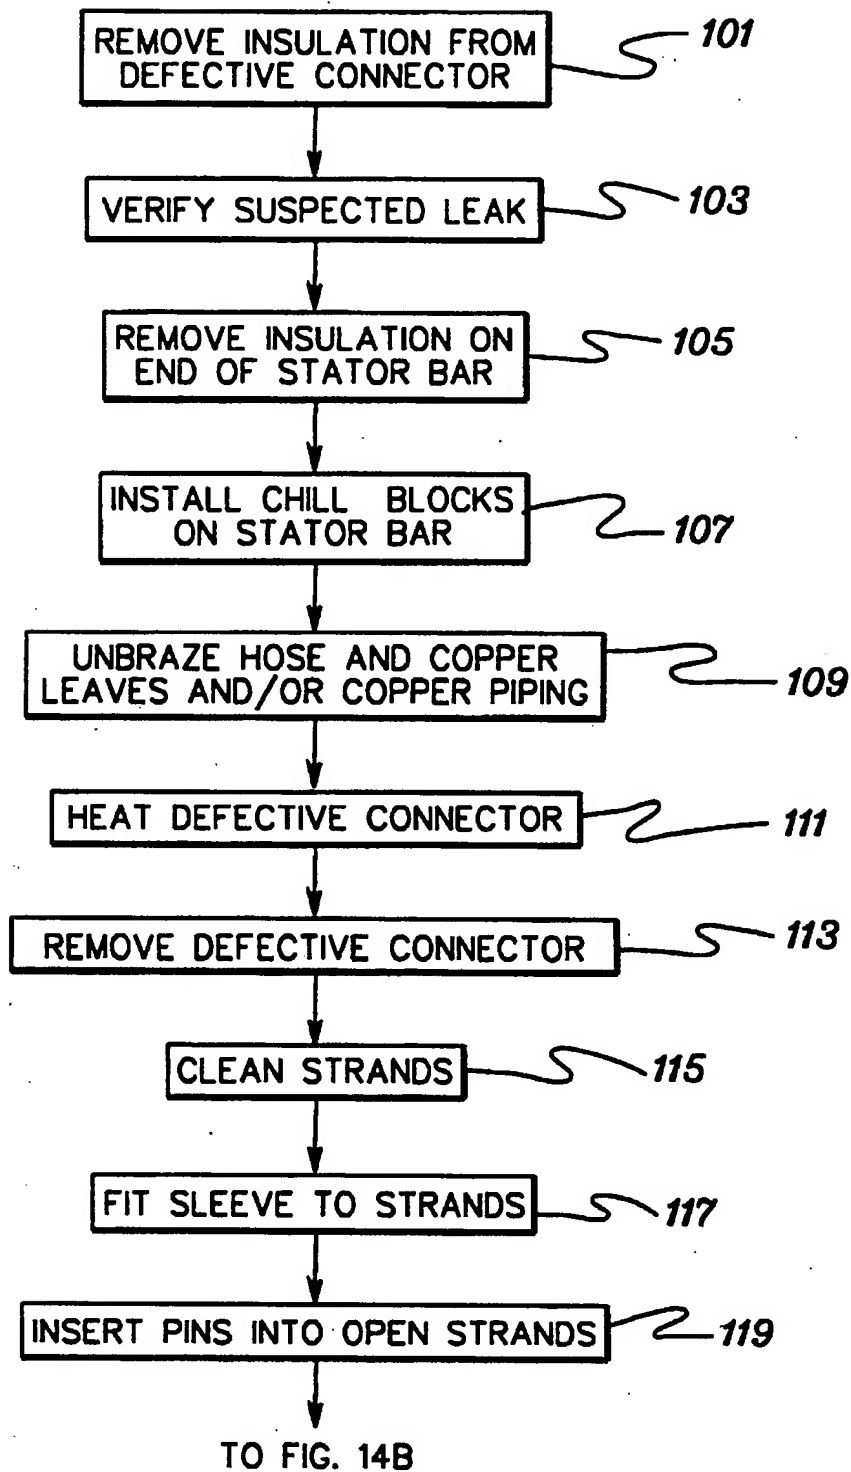 REMOVE INSULATION FROM
DEFECTIVE CONNECTOR
101
VERIFY SUSPECTED LEAK
103
REMOVE INSULATION ON
END OF STATOR BAR
105
INSTALL CHILL BLOCKS
ON STATOR BAR
107
UNBRAZE HOSE AND COPPER
LEAVES AND/OR COPPER PIPING
109
HEAT DEFECTIVE CONNECTOR
111
REMOVE DEFECTIVE CONNECTOR
113
CLEAN STRANDS
115
FIT SLEEVE TO STRANDS
117
INSERT PINS INTO OPEN STRANDS
119
TO FIG. 14B